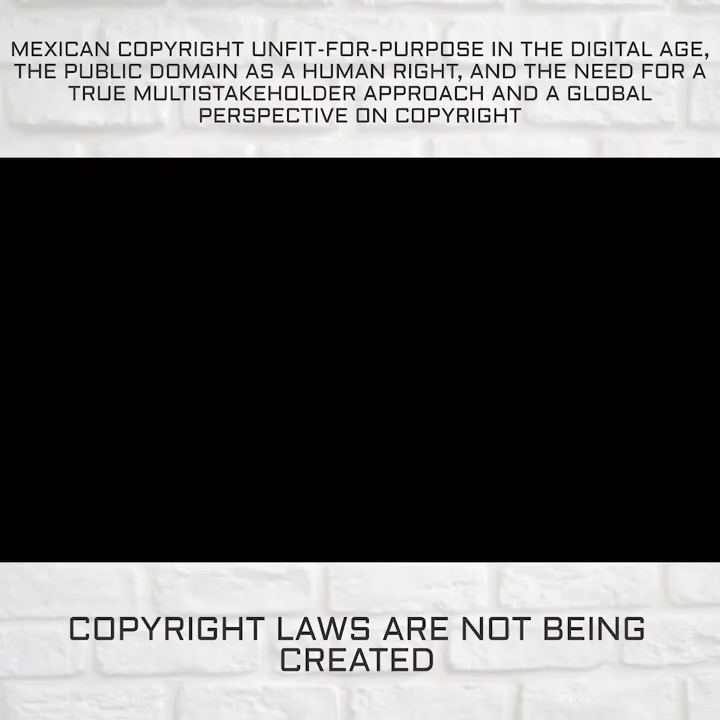 MEXICAN COPYRIGHT UNFIT-FOR-PURPOSE IN THE DIGITAL AGE,
THE PUBLIC DOMAIN AS A HUMAN RIGHT, AND THE NEED FOR A
TRUE MULTISTAKEHOLDER APPROACH AND A GLOBAL
PERSPECTIVE ON COPYRIGHT
COPYRIGHT LAWS ARE NOT BEING
CREATED